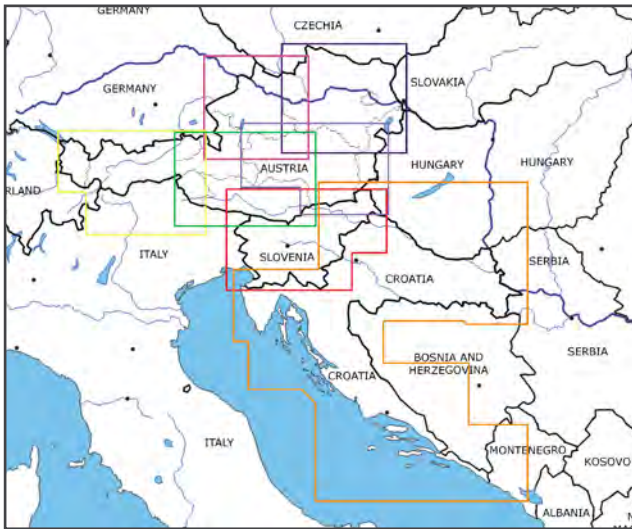 GERMANY
CZECHIA
GERMANY
SLOVAKIA
AUSTRIA
HUNGARY
HUNGARY
RLAND
ITALY
SLOVENIA
CROATIA
SERBIA
CROATIA
BOSNIA AND
HERZEGOVINA
SERBIA
ITALY
MONTENEGRO
KOSOVO
ALBANIA
N